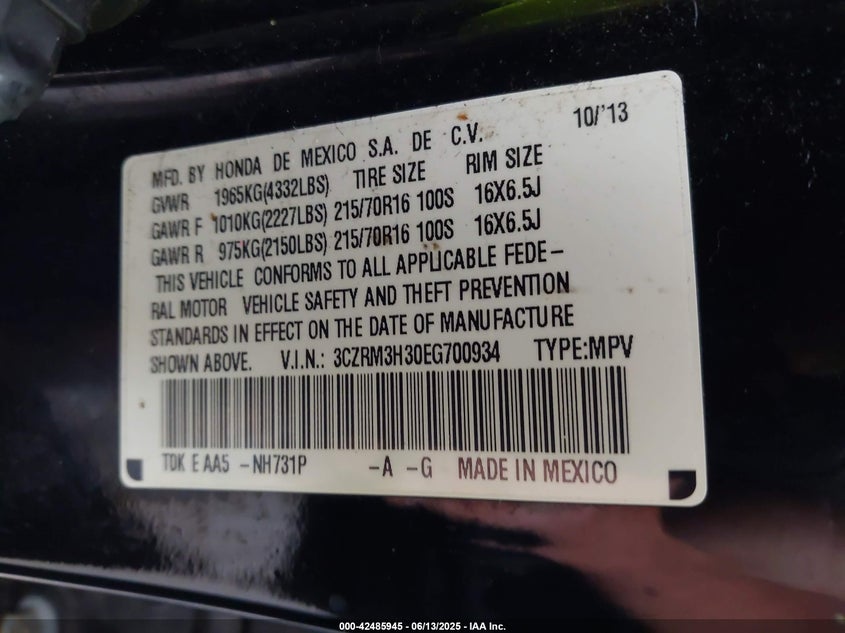 10/'13
MFD. BY HONDA DE MEXICO S.A. DE C.V.
GVWR 1965KG(4332LBS) TIRE SIZE RIM SIZE
GAWR F 1010KG(2227LBS) 215/70R16 100S 16X6.5J
GAWR R 975KG(2150LBS) 215/70R16 100S 16X6.5J
THIS VEHICLE CONFORMS TO ALL APPLICABLE FEDE-
RAL MOTOR VEHICLE SAFETY AND THEFT PREVENTION
STANDARDS IN EFFECT ON THE DATE OF MANUFACTURE
SHOWN ABOVE. V.I.N.: 3CZRM3H30EG700934 TYPE:MPV
TDK E AA5 -NH731P -A -G MADE IN MEXICO
000-42485945 - 06/13/2025 - IAA Inc.